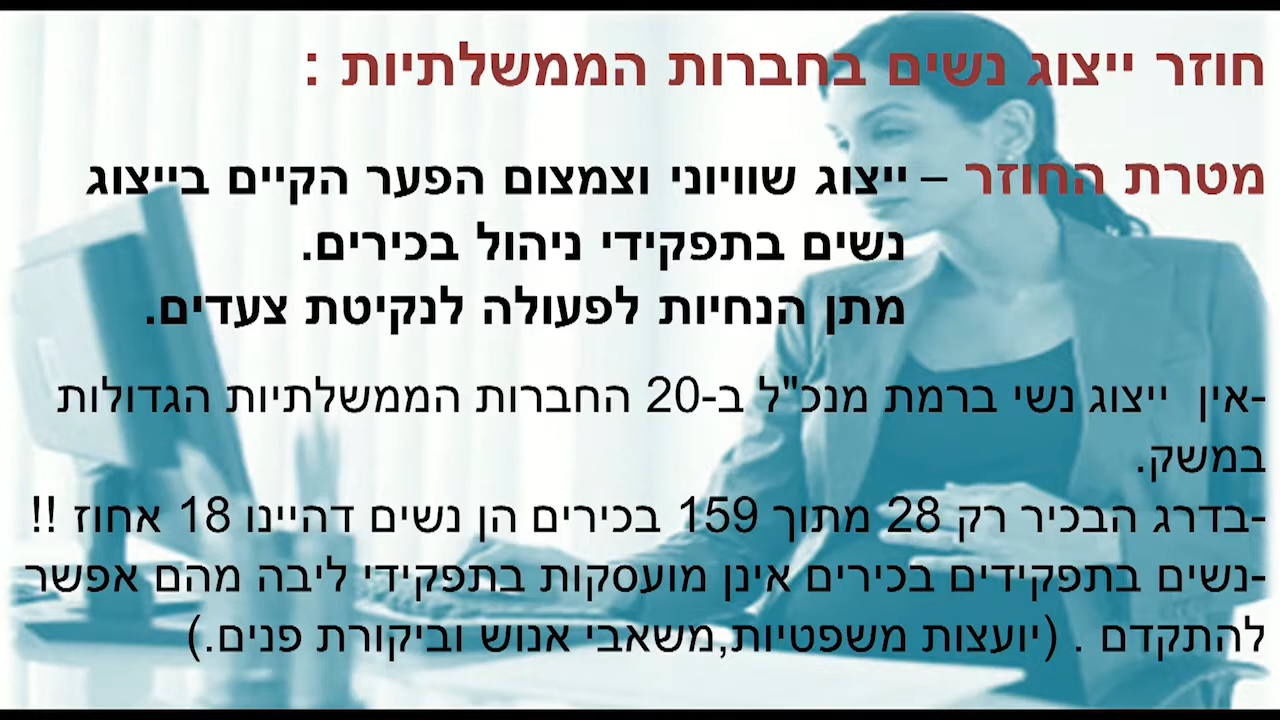 חוזר ייצוג נשים בחברות הממשלתיות :
מטרת החוזר – ייצוג שוויוני וצמצום הפער הקיים בייצוג
נשים בתפקידי ניהול בכירים.
מתן הנחיות לפעולה לנקיטת צעדים.
-אין ייצוג נשי ברמת מנכ"ל ב-20 החברות הממשלתיות הגדולות
במשק.
-בדרג הבכיר רק 28 מתוך 159 בכירים הן נשים דהיינו 18 אחוז !!
-נשים בתפקידים בכירים אינן מועסקות בתפקידי ליבה מהם אפשר
להתקדם . (יועצות משפטיות,משאבי אנוש וביקורת פנים.)